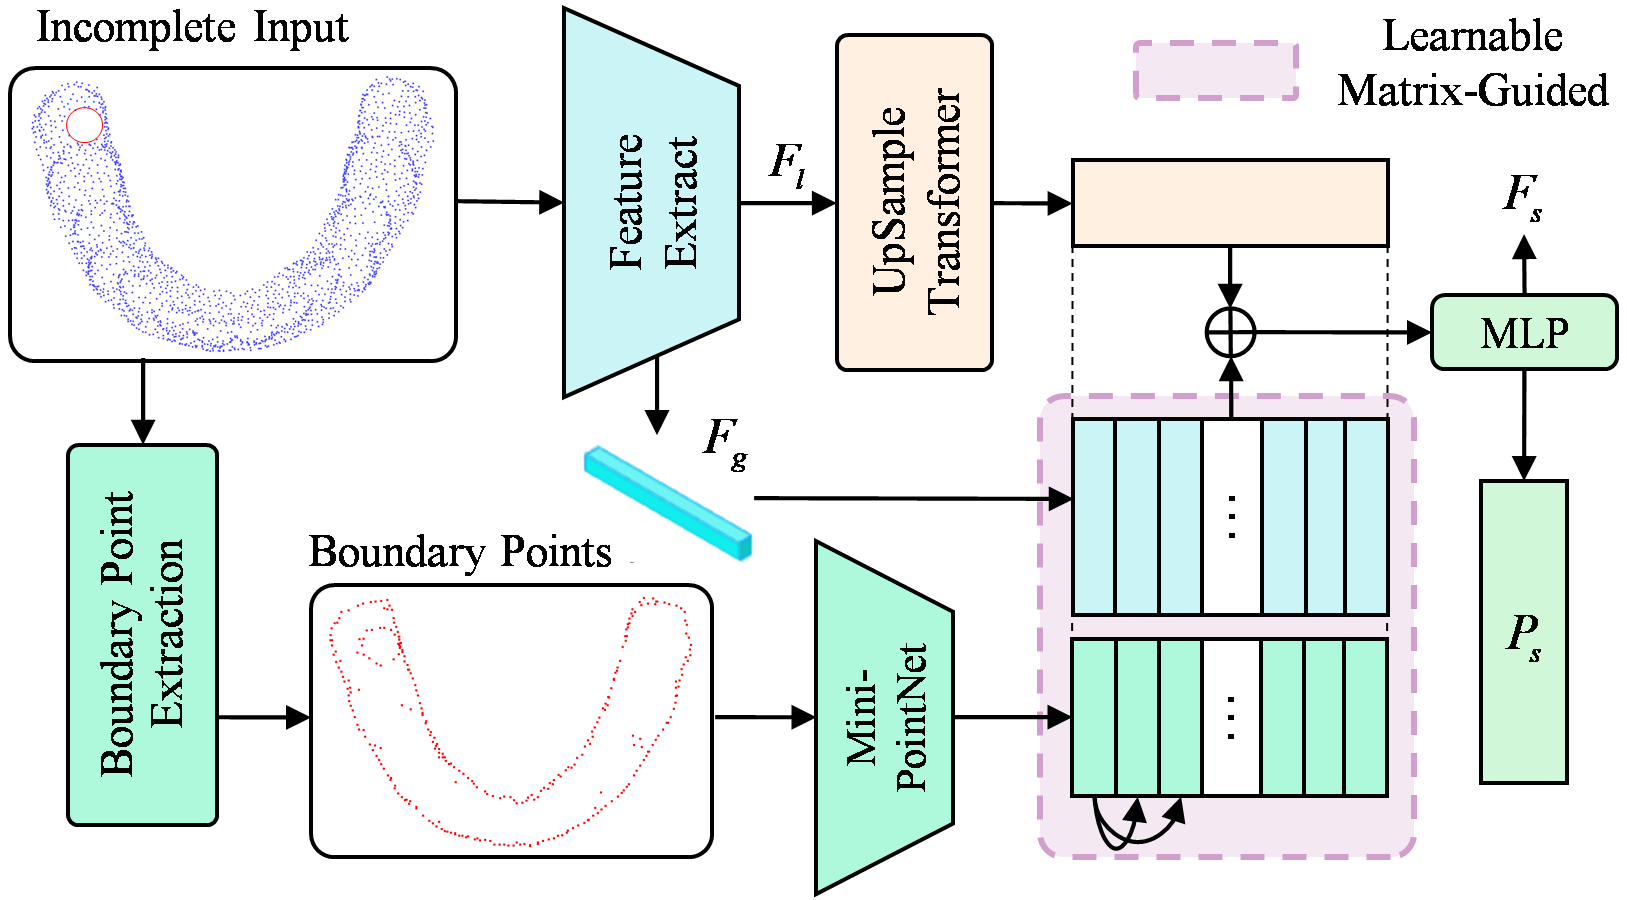 Incomplete Input
Learnable
Matrix-Guided
Feature
Extract
F_l
UpSample
Transformer
F_s
MLP
F_g
Boundary Point
Extraction
Boundary Points
Mini-
PointNet
...
...
P_s